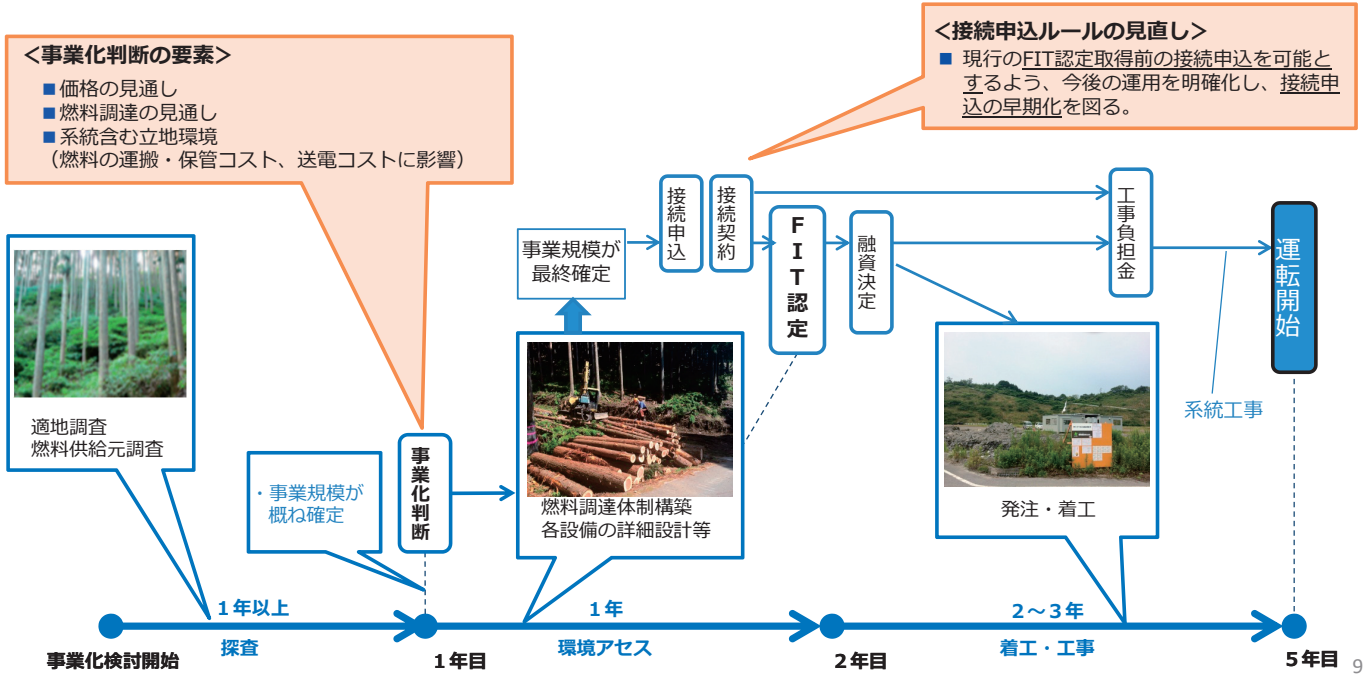 ＜事業化判断の要素＞
■ 価格の見通し
■ 燃料調達の見通し
■ 系統含む立地環境
（燃料の運搬・保管コスト、送電コストに影響）
＜接続申込ルールの見直し＞
■ 現行のFIT認定取得前の接続申込を可能と
するよう、今後の運用を明確化し、接続申
込の早期化を図る。
適地調査
燃料供給元調査
・事業規模が
概ね確定
事業化判断
事業規模が
最終確定
燃料調達体制構築
各設備の詳細設計等
接続申込
接続契約
FIT認定
融資決定
発注・着工
工事負担金
系統工事
運転開始
１年以上
１年
２～３年
探査
環境アセス
着工・工事
事業化検討開始
１年目
２年目
５年目
9